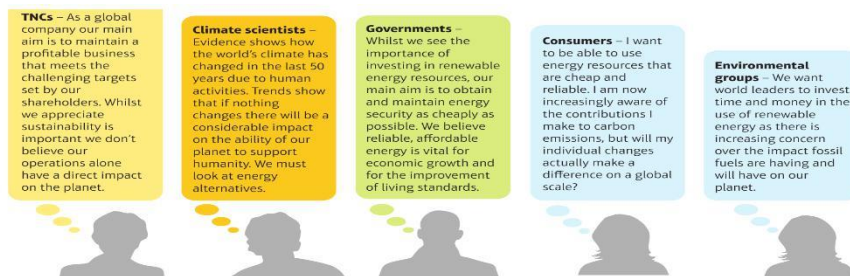 TNCs – As a global
company our main
aim is to maintain a
profitable business
that meets the
challenging targets
set by our
shareholders. Whilst
we appreciate
sustainability is
important we don't
believe our
operations alone
have a direct impact
on the planet.
Climate scientists –
Evidence shows how
the world's climate has
changed in the last 50
years due to human
activities. Trends show
that if nothing
changes there will be a
considerable impact
on the ability of our
planet to support
humanity. We must
look at energy
alternatives.
Governments –
Whilst we see the
importance of
investing in renewable
energy resources, our
main aim is to obtain
and maintain energy
security as cheaply as
possible. We believe
reliable, affordable
energy is vital for
economic growth and
for the improvement
of living standards.
Consumers – I want
to be able to use
energy resources that
are cheap and
reliable. I am now
increasingly aware of
the contributions I
make to carbon
emissions, but will my
individual changes
actually make a
difference on a global
scale?
Environmental
groups – We want
world leaders to invest
time and money in the
use of renewable
energy as there is
increasing concern
over the impact fossil
fuels are having and
will have on our
planet.